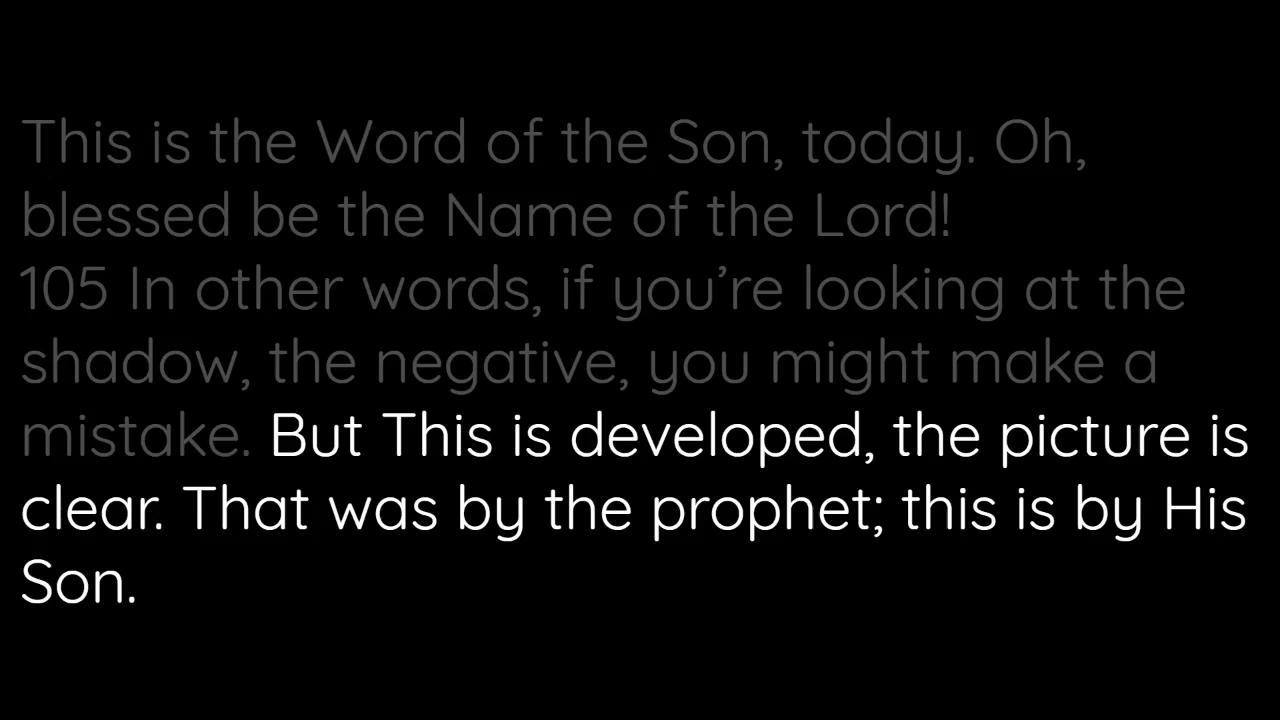 This is the Word of the Son, today. Oh,
blessed be the Name of the Lord!
105 In other words, if you’re looking at the
shadow, the negative, you might make a
mistake. But This is developed, the picture is
clear. That was by the prophet; this is by His
Son.